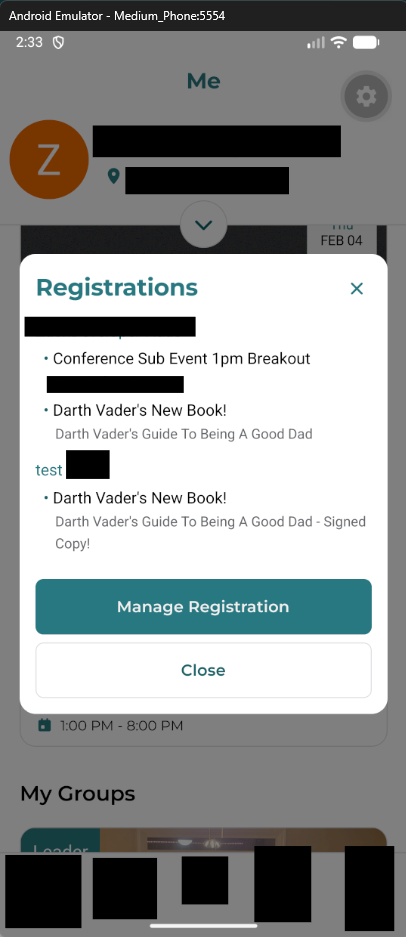 Android Emulator - Medium_Phone:5554
2:33
Me
Z
Thu
FEB 04
Registrations
• Conference Sub Event 1pm Breakout
• Darth Vader's New Book!
Darth Vader's Guide To Being A Good Dad
test
• Darth Vader's New Book!
Darth Vader's Guide To Being A Good Dad - Signed
Copy!
Manage Registration
Close
1:00 PM - 8:00 PM
My Groups
Leader